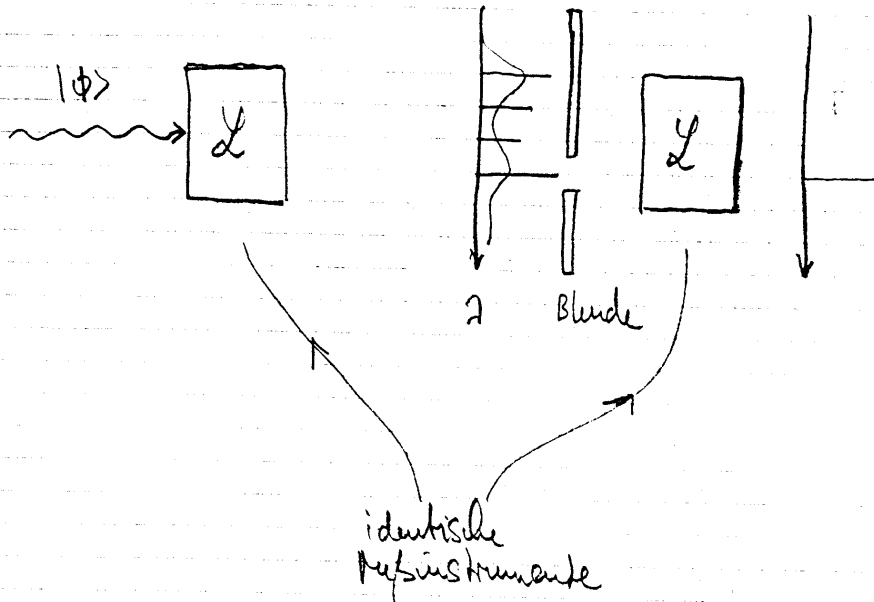 |ϕ>
ℒ
ℒ
λ
Blende
identische
Meßinstrumente